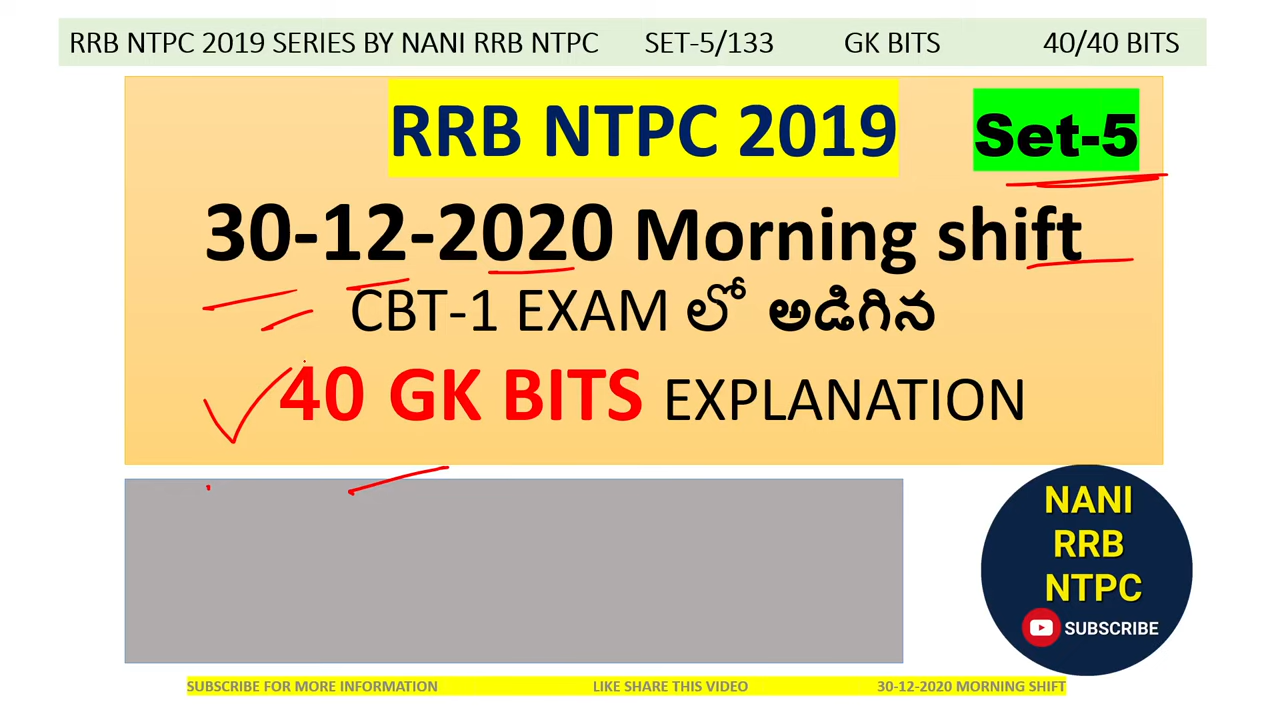 RRB NTPC 2019 SERIES BY NANI RRB NTPC SET-5/133 GK BITS 40/40 BITS
RRB NTPC 2019 Set-5
30-12-2020 Morning shift
CBT-1 EXAM లో అడిగిన
40 GK BITS EXPLANATION
NANI
RRB
NTPC
SUBSCRIBE
SUBSCRIBE FOR MORE INFORMATION LIKE SHARE THIS VIDEO 30-12-2020 MORNING SHIFT